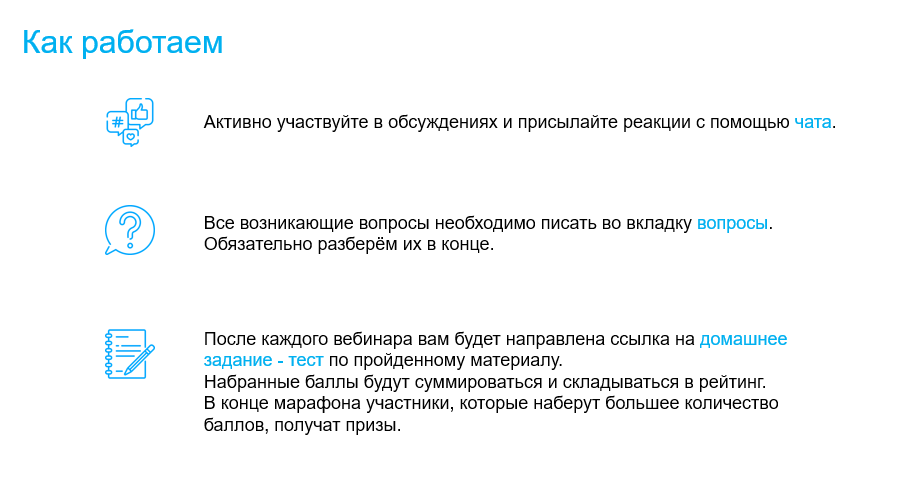 Как работаем
#
Активно участвуйте в обсуждениях и присылайте реакции с помощью чата.
?
Все возникающие вопросы необходимо писать во вкладку вопросы.
Обязательно разберём их в конце.
После каждого вебинара вам будет направлена ссылка на домашнее
задание - тест по пройденному материалу.
Набранные баллы будут суммироваться и складываться в рейтинг.
В конце марафона участники, которые наберут большее количество
баллов, получат призы.